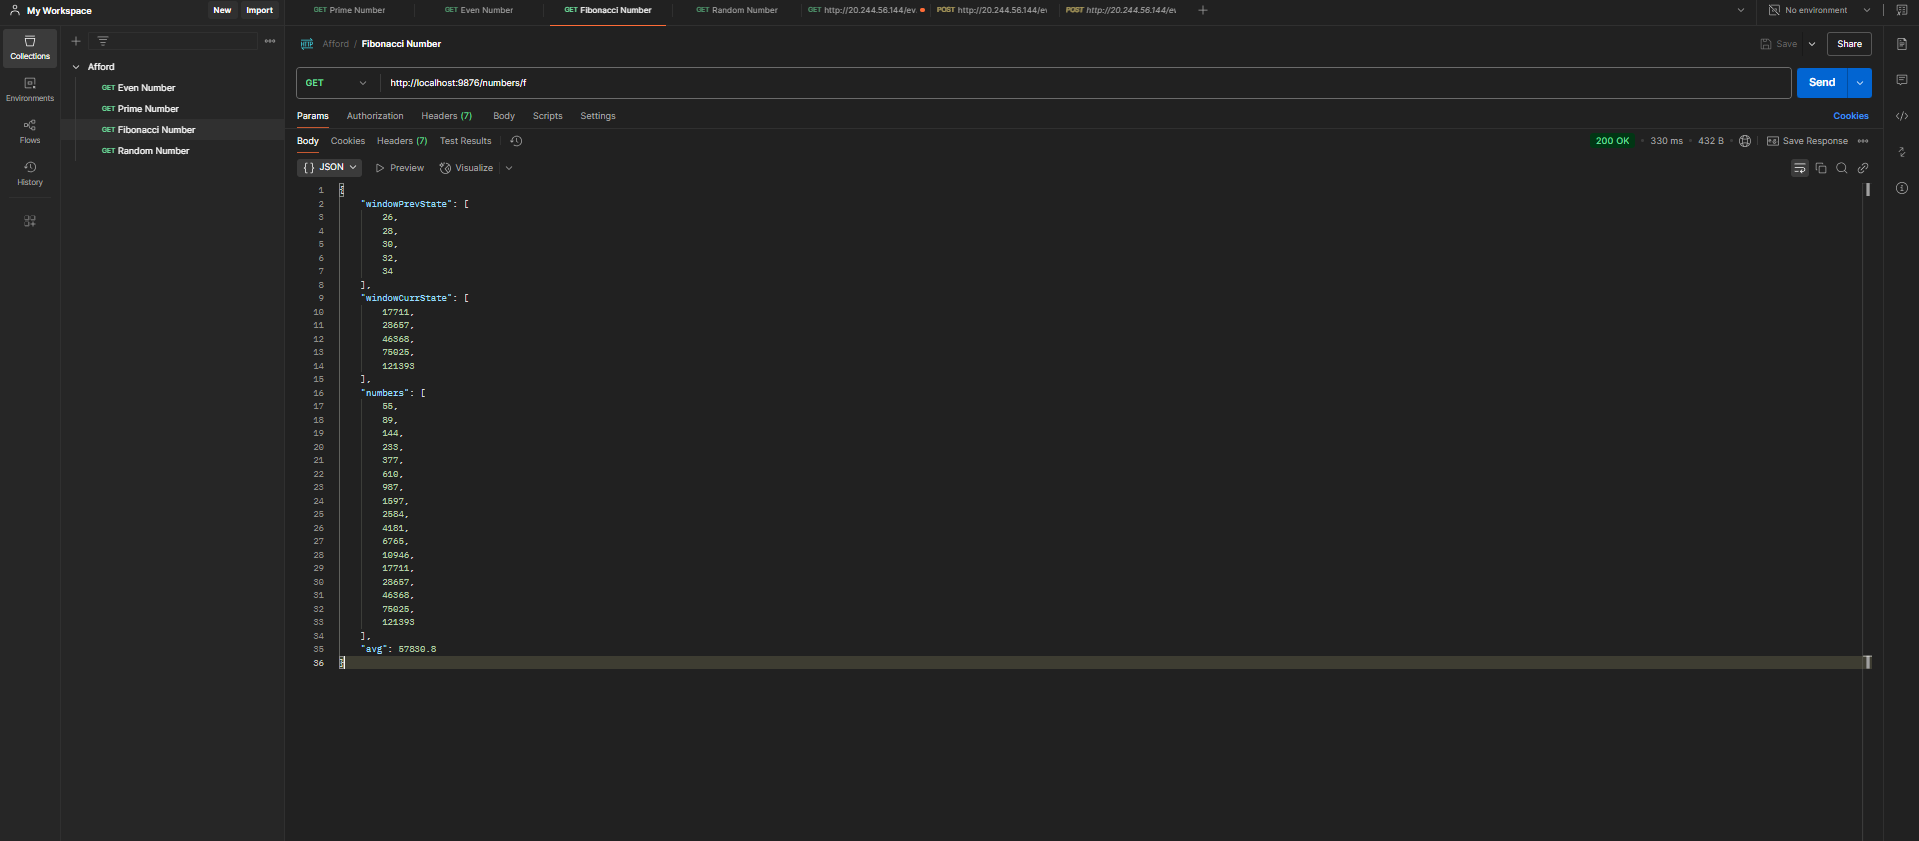 My Workspace
New
Import
GET Prime Number
GET Even Number
GET Fibonacci Number
GET Random Number
GET http://20.244.56.144/ev
POST http://20.244.56.144/ev
POST http://20.244.56.144/ev
No environment
Collections
Environments
Flows
History
Afford
GET Even Number
GET Prime Number
GET Fibonacci Number
GET Random Number
HTTP Afford / Fibonacci Number
Save
Share
GET
http://localhost:9876/numbers/f
Send
Params
Authorization
Headers (7)
Body
Scripts
Settings
Cookies
Body
Cookies
Headers (7)
Test Results
200 OK
330 ms
432 B
Save Response
{} JSON
Preview
Visualize
1 {
2 "windowPrevState": [
3 26,
4 28,
5 30,
6 32,
7 34
8 ],
9 "windowCurrState": [
10 17711,
11 28657,
12 46368,
13 75025,
14 121393
15 ],
16 "numbers": [
17 55,
18 89,
19 144,
20 233,
21 377,
22 610,
23 987,
24 1597,
25 2584,
26 4181,
27 6765,
28 10946,
29 17711,
30 28657,
31 46368,
32 75025,
33 121393
34 ],
35 "avg": 57830.8
36 }